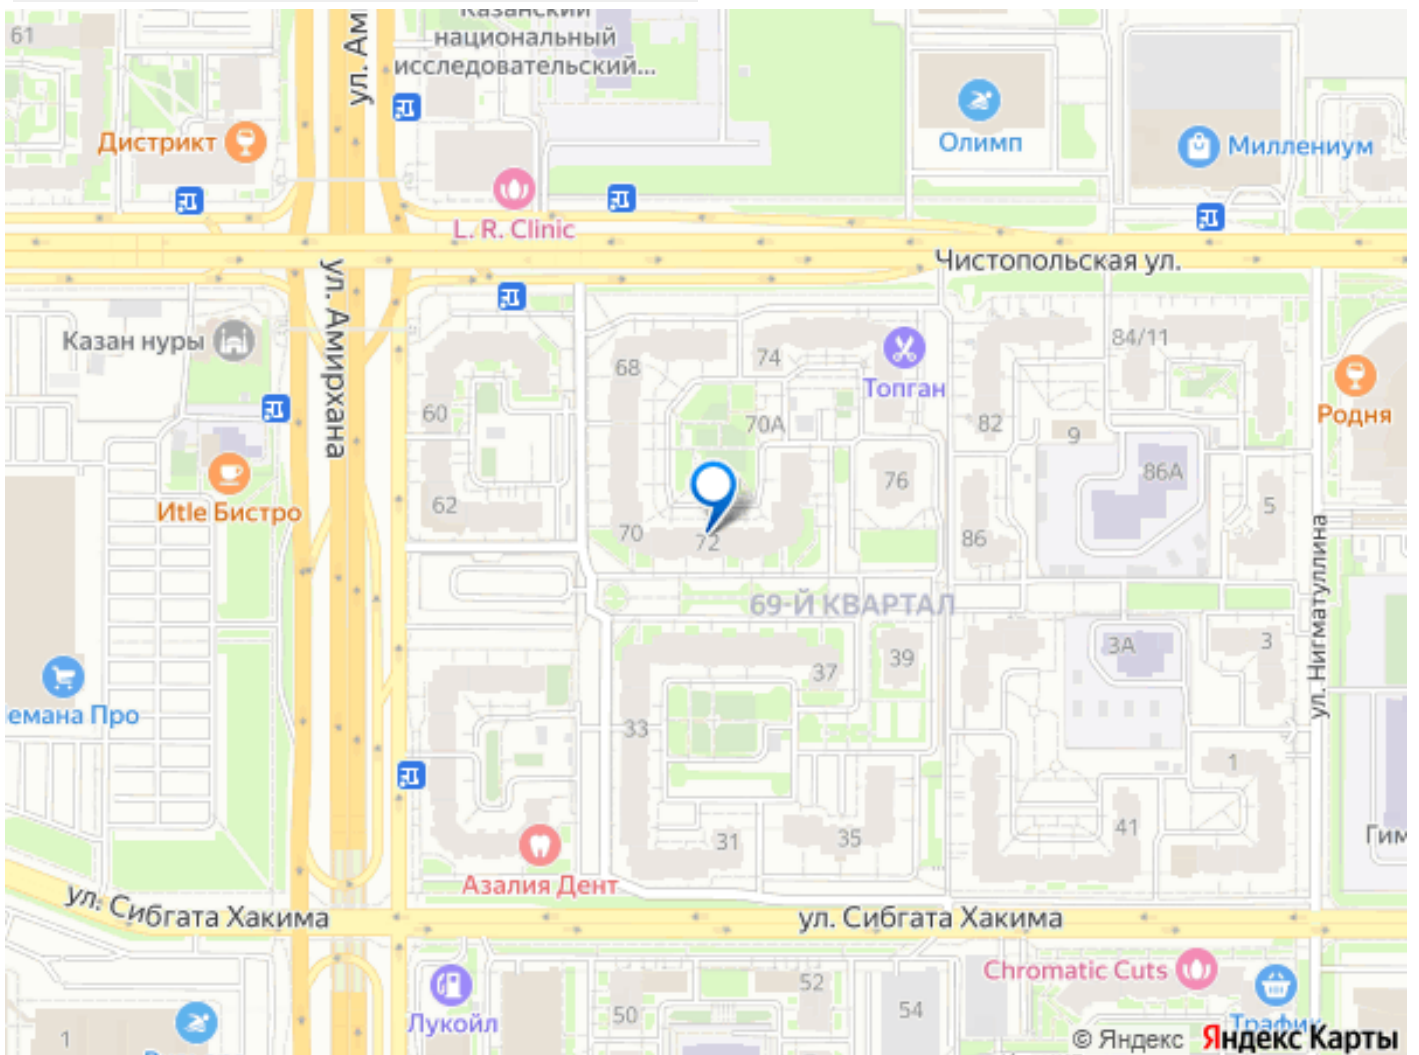 Казанский
национальный
исследовательский...
61
ул. Ам
Дистрикт
Олимп
Миллениум
L. R. Clinic
Чистопольская ул.
ул. Амирхана
Казан нуры
68
74
Топган
84/11
Родня
60
70А
82
9
62
76
86А
5
Иtle Бистро
70
72
86
69-Й КВАРТАЛ
ул. Нигматуллина
37
39
3А
3
емана Про
33
1
31
35
41
Гим
Азалия Дент
ул. Сибгата Хакима
ул. Сибгата Хакима
Chromatic Cuts
52
50
54
Лукойл
1
Трафик
© Яндекс Яндекс Карты